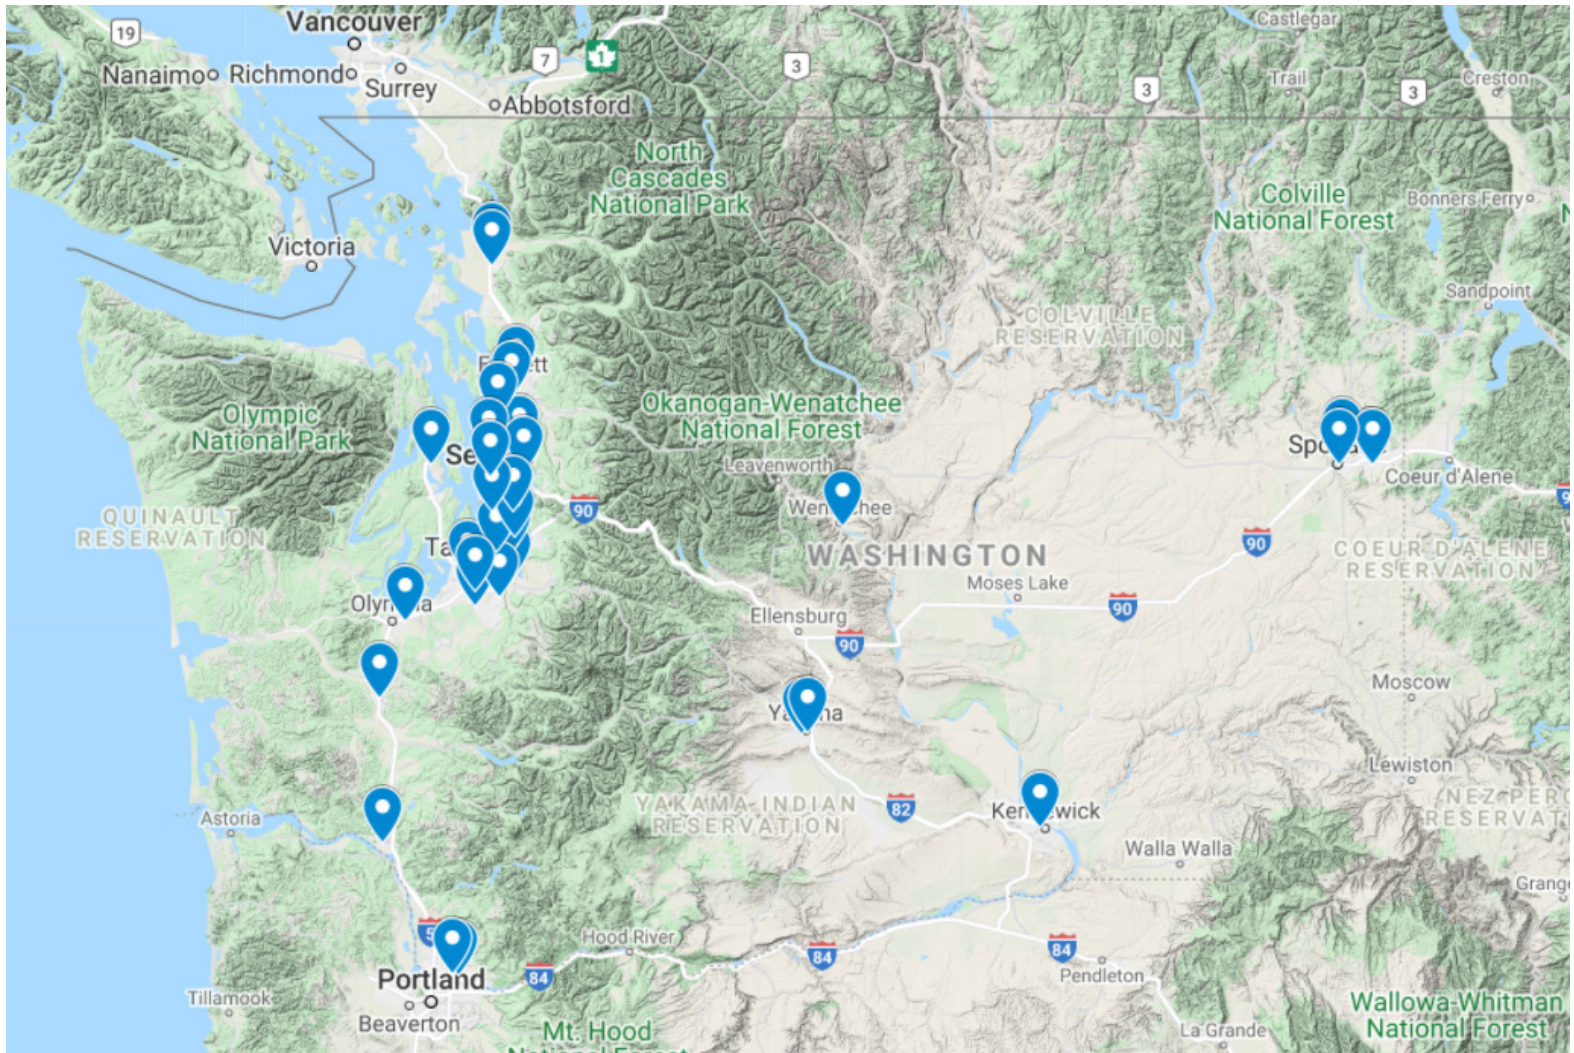 19
Vancouver
7
1
3
Castlegar
Nanaimo
Richmond
Surrey
Trail
3
3
Creston
Abbotsford
North
Cascades
National Park
Colville
National Forest
Bonners Ferry
Victoria
Sandpoint
COLVILLE
RESERVATION
Olympic
National Park
Okanogan-Wenatchee
National Forest
Leavenworth
Coeur d'Alene
90
QUINAULT
RESERVATION
WASHINGTON
90
COEUR D'ALENE
RESERVATION
Moses Lake
90
Ellensburg
90
Moscow
Lewiston
YAKAMA INDIAN
RESERVATION
82
Astoria
Walla Walla
Hood River
84
84
84
Portland
Pendleton
Tillamook
Beaverton
Mt. Hood
Wallowa-Whitman
National Forest
La Grande